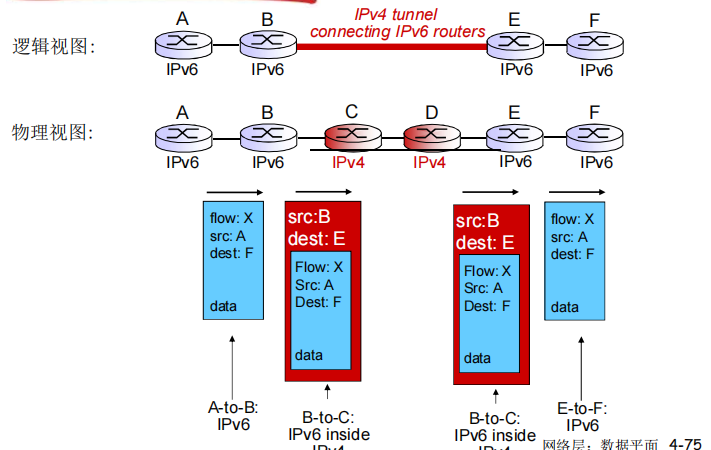 A B IPv4 tunnel connecting IPv6 routers E F
逻辑视图:
IPv6 IPv6 IPv6 IPv6
A B C D E F
物理视图:
IPv6 IPv6 IPv4 IPv4 IPv6 IPv6
flow: X
src: A
dest: F
data
src:B
dest: E
Flow: X
Src: A
Dest: F
data
src:B
dest: E
Flow: X
Src: A
Dest: F
data
flow: X
src: A
dest: F
data
A-to-B:
IPv6
B-to-C:
IPv6 inside
IPv4
B-to-C:
IPv6 inside
IPv4
E-to-F:
IPv6
网络层：数据平面 4-75